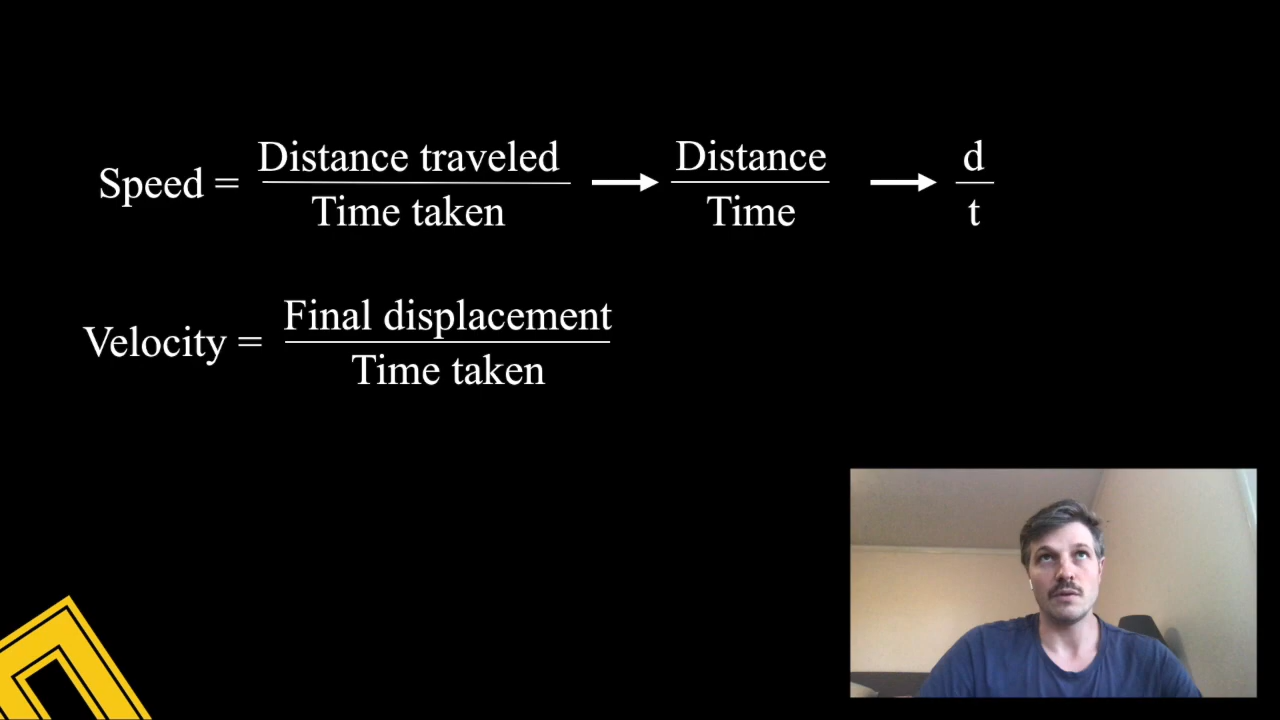 Distance traveled Distance d
Speed =
Time taken Time t
Final displacement
Velocity =
Time taken